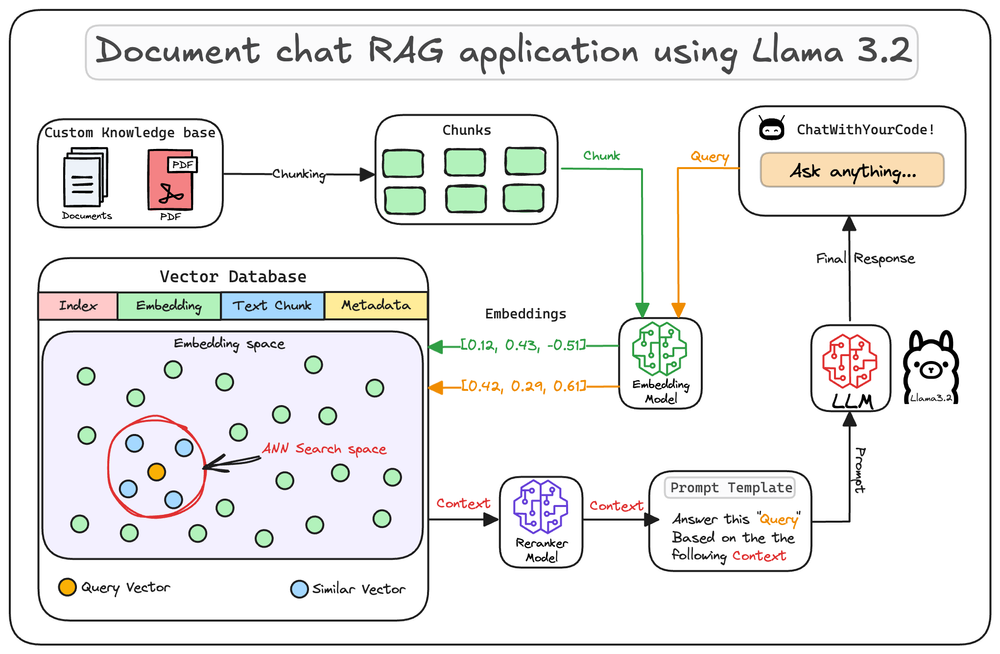 Document chat RAG application using Llama 3.2
Custom Knowledge base
PDF
Documents
PDF
Chunking
Chunks
Chunk
Query
ChatWithYourCode!
Ask anything...
Final Response
Vector Database
Index
Embedding
Text Chunk
Metadata
Embedding space
ANN Search space
Query Vector
Similar Vector
Embeddings
[0.12, 0.43, -0.51]
[0.42, 0.29, 0.61]
Embedding
Model
LLM
Llama3.2
Context
Reranker
Model
Context
Prompt Template
Answer this "Query"
Based on the the
following Context
Prompt